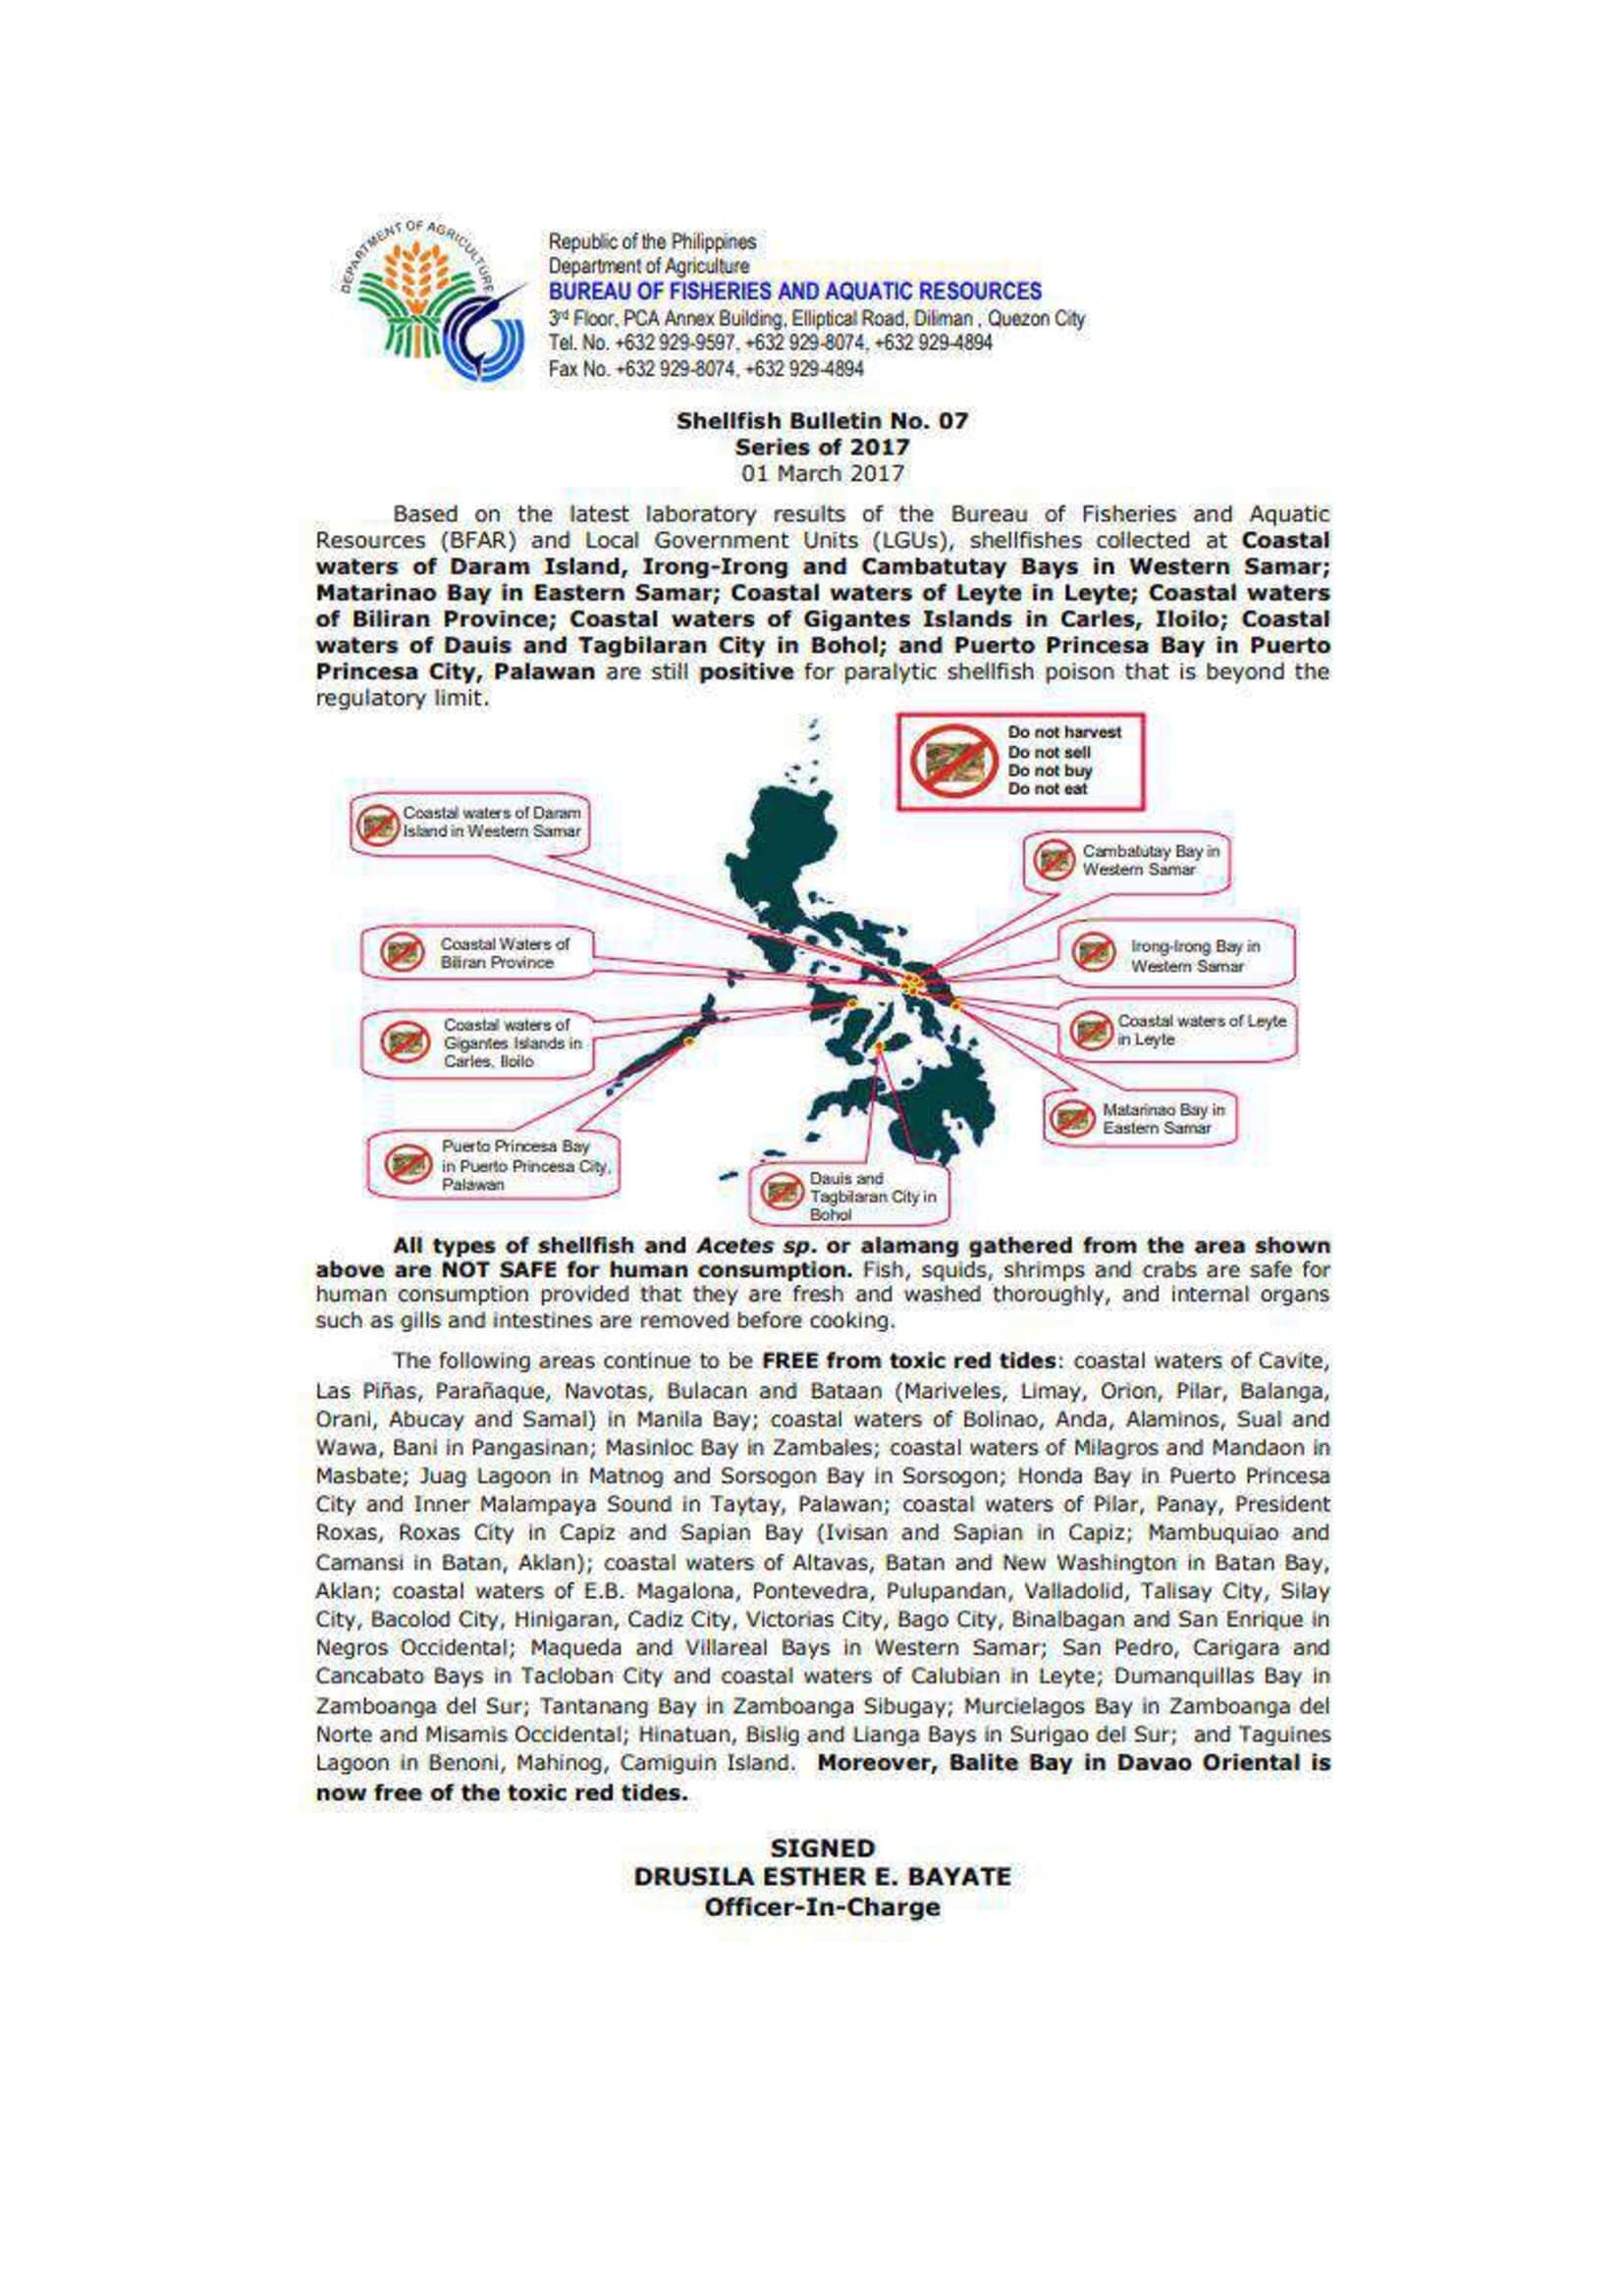 DEPARTMENT OF AGRICULTURE
Republic of the Philippines
Department of Agriculture
BUREAU OF FISHERIES AND AQUATIC RESOURCES
3rd Floor, PCA Annex Building, Elliptical Road, Diliman , Quezon City
Tel. No. +632 929-9597, +632 929-8074, +632 929-4894
Fax No. +632 929-8074, +632 929-4894
Shellfish Bulletin No. 07
Series of 2017
01 March 2017
Based on the latest laboratory results of the Bureau of Fisheries and Aquatic
Resources (BFAR) and Local Government Units (LGUs), shellfishes collected at Coastal
waters of Daram Island, Irong-Irong and Cambatutay Bays in Western Samar;
Matarinao Bay in Eastern Samar; Coastal waters of Leyte in Leyte; Coastal waters
of Biliran Province; Coastal waters of Gigantes Islands in Carles, Iloilo; Coastal
waters of Dauis and Tagbilaran City in Bohol; and Puerto Princesa Bay in Puerto
Princesa City, Palawan are still positive for paralytic shellfish poison that is beyond the
regulatory limit.
Do not harvest
Do not sell
Do not buy
Do not eat
Coastal waters of Daram
Island in Western Samar
Cambatutay Bay in
Western Samar
Coastal Waters of
Biliran Province
Irong-Irong Bay in
Western Samar
Coastal waters of
Gigantes Islands in
Carles, Iloilo
Coastal waters of Leyte
in Leyte
Matarinao Bay in
Eastern Samar
Puerto Princesa Bay
in Puerto Princesa City,
Palawan
Dauis and
Tagbilaran City in
Bohol
All types of shellfish and Acetes sp. or alamang gathered from the area shown
above are NOT SAFE for human consumption. Fish, squids, shrimps and crabs are safe for
human consumption provided that they are fresh and washed thoroughly, and internal organs
such as gills and intestines are removed before cooking.
The following areas continue to be FREE from toxic red tides: coastal waters of Cavite,
Las Piñas, Parañaque, Navotas, Bulacan and Bataan (Mariveles, Limay, Orion, Pilar, Balanga,
Orani, Abucay and Samal) in Manila Bay; coastal waters of Bolinao, Anda, Alaminos, Sual and
Wawa, Bani in Pangasinan; Masinloc Bay in Zambales; coastal waters of Milagros and Mandaon in
Masbate; Juag Lagoon in Matnog and Sorsogon Bay in Sorsogon; Honda Bay in Puerto Princesa
City and Inner Malampaya Sound in Taytay, Palawan; coastal waters of Pilar, Panay, President
Roxas, Roxas City in Capiz and Sapian Bay (Ivisan and Sapian in Capiz; Mambuquiao and
Camansi in Batan, Aklan); coastal waters of Altavas, Batan and New Washington in Batan Bay,
Aklan; coastal waters of E.B. Magalona, Pontevedra, Pulupandan, Valladolid, Talisay City, Silay
City, Bacolod City, Hinigaran, Cadiz City, Victorias City, Bago City, Binalbagan and San Enrique in
Negros Occidental; Maqueda and Villareal Bays in Western Samar; San Pedro, Carigara and
Cancabato Bays in Tacloban City and coastal waters of Calubian in Leyte; Dumanquillas Bay in
Zamboanga del Sur; Tantanang Bay in Zamboanga Sibugay; Murcielagos Bay in Zamboanga del
Norte and Misamis Occidental; Hinatuan, Bislig and Lianga Bays in Surigao del Sur; and Taguines
Lagoon in Benoni, Mahinog, Camiguin Island. Moreover, Balite Bay in Davao Oriental is
now free of the toxic red tides.
SIGNED
DRUSILA ESTHER E. BAYATE
Officer-In-Charge